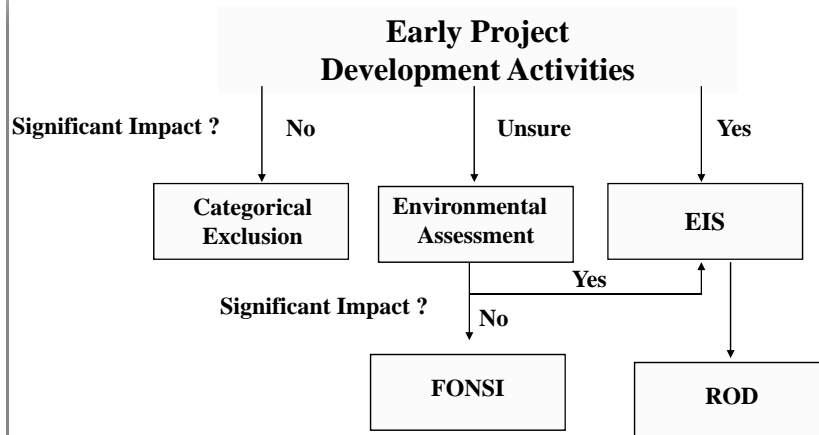 Early Project
Development Activities
Significant Impact ?
No
Unsure
Yes
Categorical
Exclusion
Environmental
Assessment
EIS
Yes
Significant Impact ?
No
FONSI
ROD